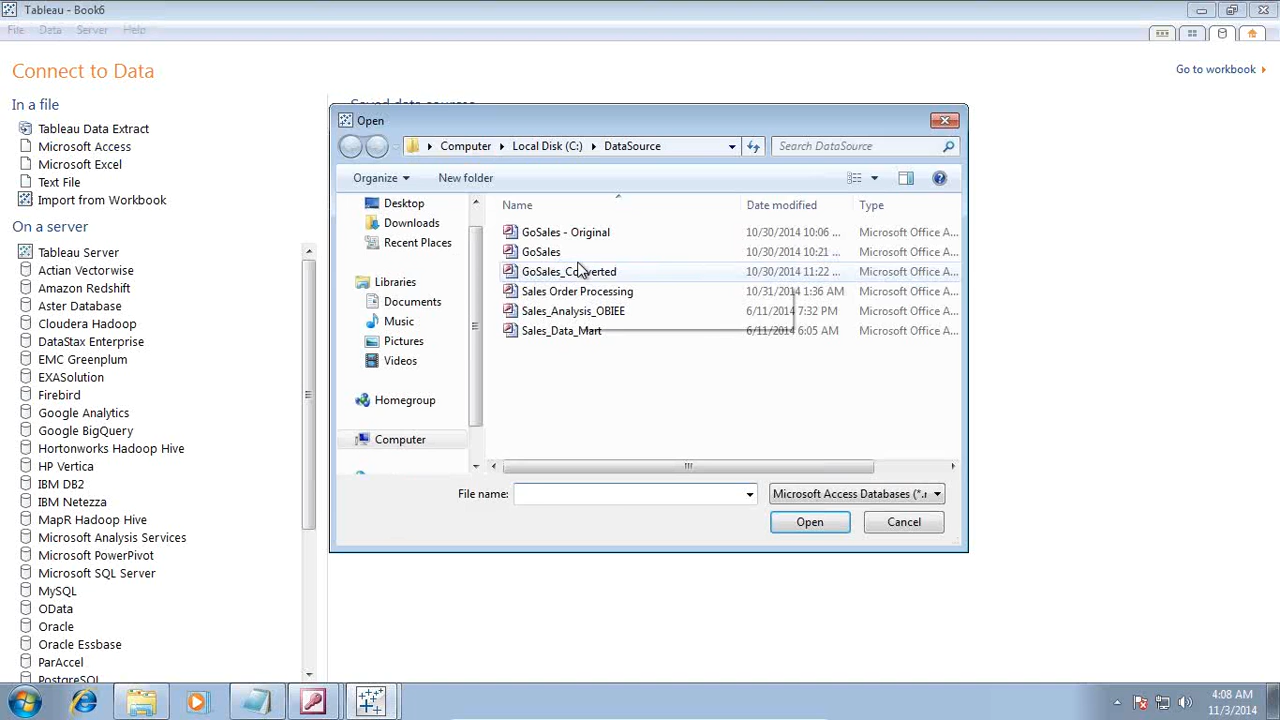 Tableau - Book6
File Data Server Help
Connect to Data
Go to workbook
In a file
Tableau Data Extract
Microsoft Access
Microsoft Excel
Text File
Import from Workbook
On a server
Tableau Server
Actian Vectorwise
Amazon Redshift
Aster Database
Cloudera Hadoop
DataStax Enterprise
EMC Greenplum
EXASolution
Firebird
Google Analytics
Google BigQuery
Hortonworks Hadoop Hive
HP Vertica
IBM DB2
IBM Netezza
MapR Hadoop Hive
Microsoft Analysis Services
Microsoft PowerPivot
Microsoft SQL Server
MySQL
OData
Oracle
Oracle Essbase
ParAccel
PostgreSQL
Saved data sources
Open
Computer Local Disk (C:) DataSource
Search DataSource
Organize New folder
Desktop
Downloads
Recent Places
Libraries
Documents
Music
Pictures
Videos
Homegroup
Computer
Name Date modified Type
GoSales - Original 10/30/2014 10:06 ... Microsoft Office A...
GoSales 10/30/2014 10:21 ... Microsoft Office A...
GoSales_Converted 10/30/2014 11:22 ... Microsoft Office A...
Sales Order Processing 10/31/2014 1:36 AM Microsoft Office A...
Sales_Analysis_OBIEE 6/11/2014 7:32 PM Microsoft Office A...
Sales_Data_Mart 6/11/2014 6:05 AM Microsoft Office A...
File name: Microsoft Access Databases (*.r
Open Cancel
4:08 AM
11/3/2014